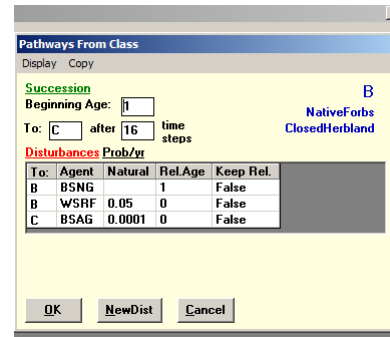 Pathways From Class
Display Copy
Succession
B
Beginning Age: 1
NativeForbs
To: C after 16 time steps
ClosedHerbland
Disturbances Prob/yr
To: Agent Natural Rel.Age Keep Rel.
B BSNG 1 False
B WSRF 0.05 0 False
C BSAG 0.0001 0 False
OK NewDist Cancel